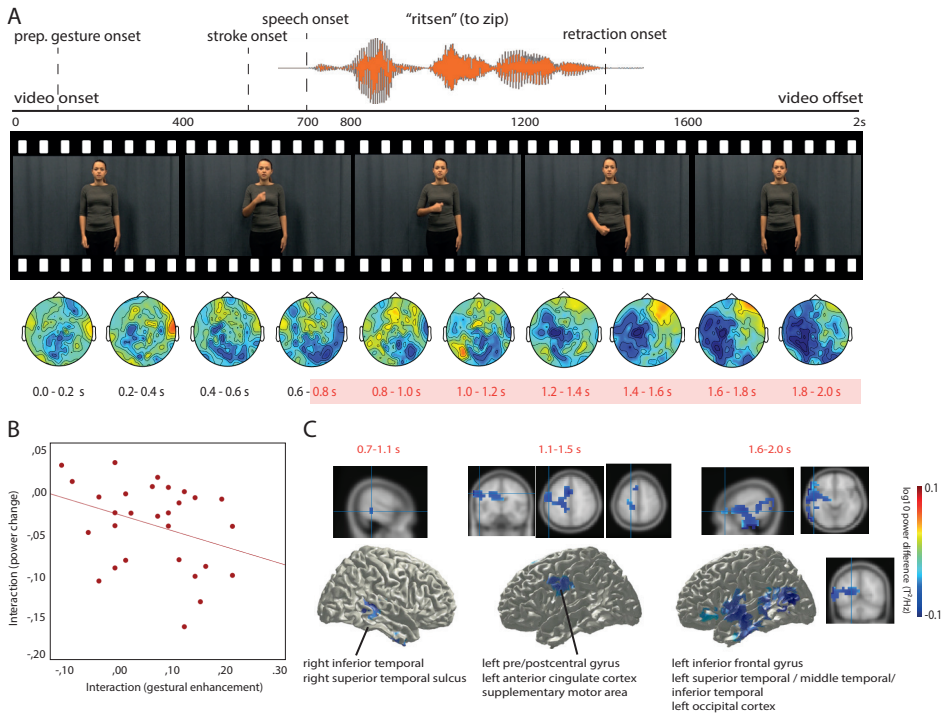 A
speech onset
"ritsen" (to zip)
prep. gesture onset
stroke onset
retraction onset
video onset
video offset
0 400 700 800 1000 1200 1600 2s
0.0 - 0.2 s 0.2- 0.4 s 0.4 - 0.6 s 0.6 - 0.8 s 0.8 - 1.0 s 1.0 - 1.2 s 1.2 - 1.4 s 1.4 - 1.6 s 1.6 - 1.8 s 1.8 - 2.0 s
B
,05
,00
-,05
-,10
-,15
-,20
Interaction (power change)
-,10 ,00 ,10 ,20 .30
Interaction (gestural enhancement)
C
0.7-1.1 s
1.1-1.5 s
1.6-2.0 s
right inferior temporal
right superior temporal sulcus
left pre/postcentral gyrus
left anterior cingulate cortex
supplementary motor area
left inferior frontal gyrus
left superior temporal / middle temporal/
inferior temporal
left occipital cortex
0.1
-0.1
log10 power difference (T²/Hz)